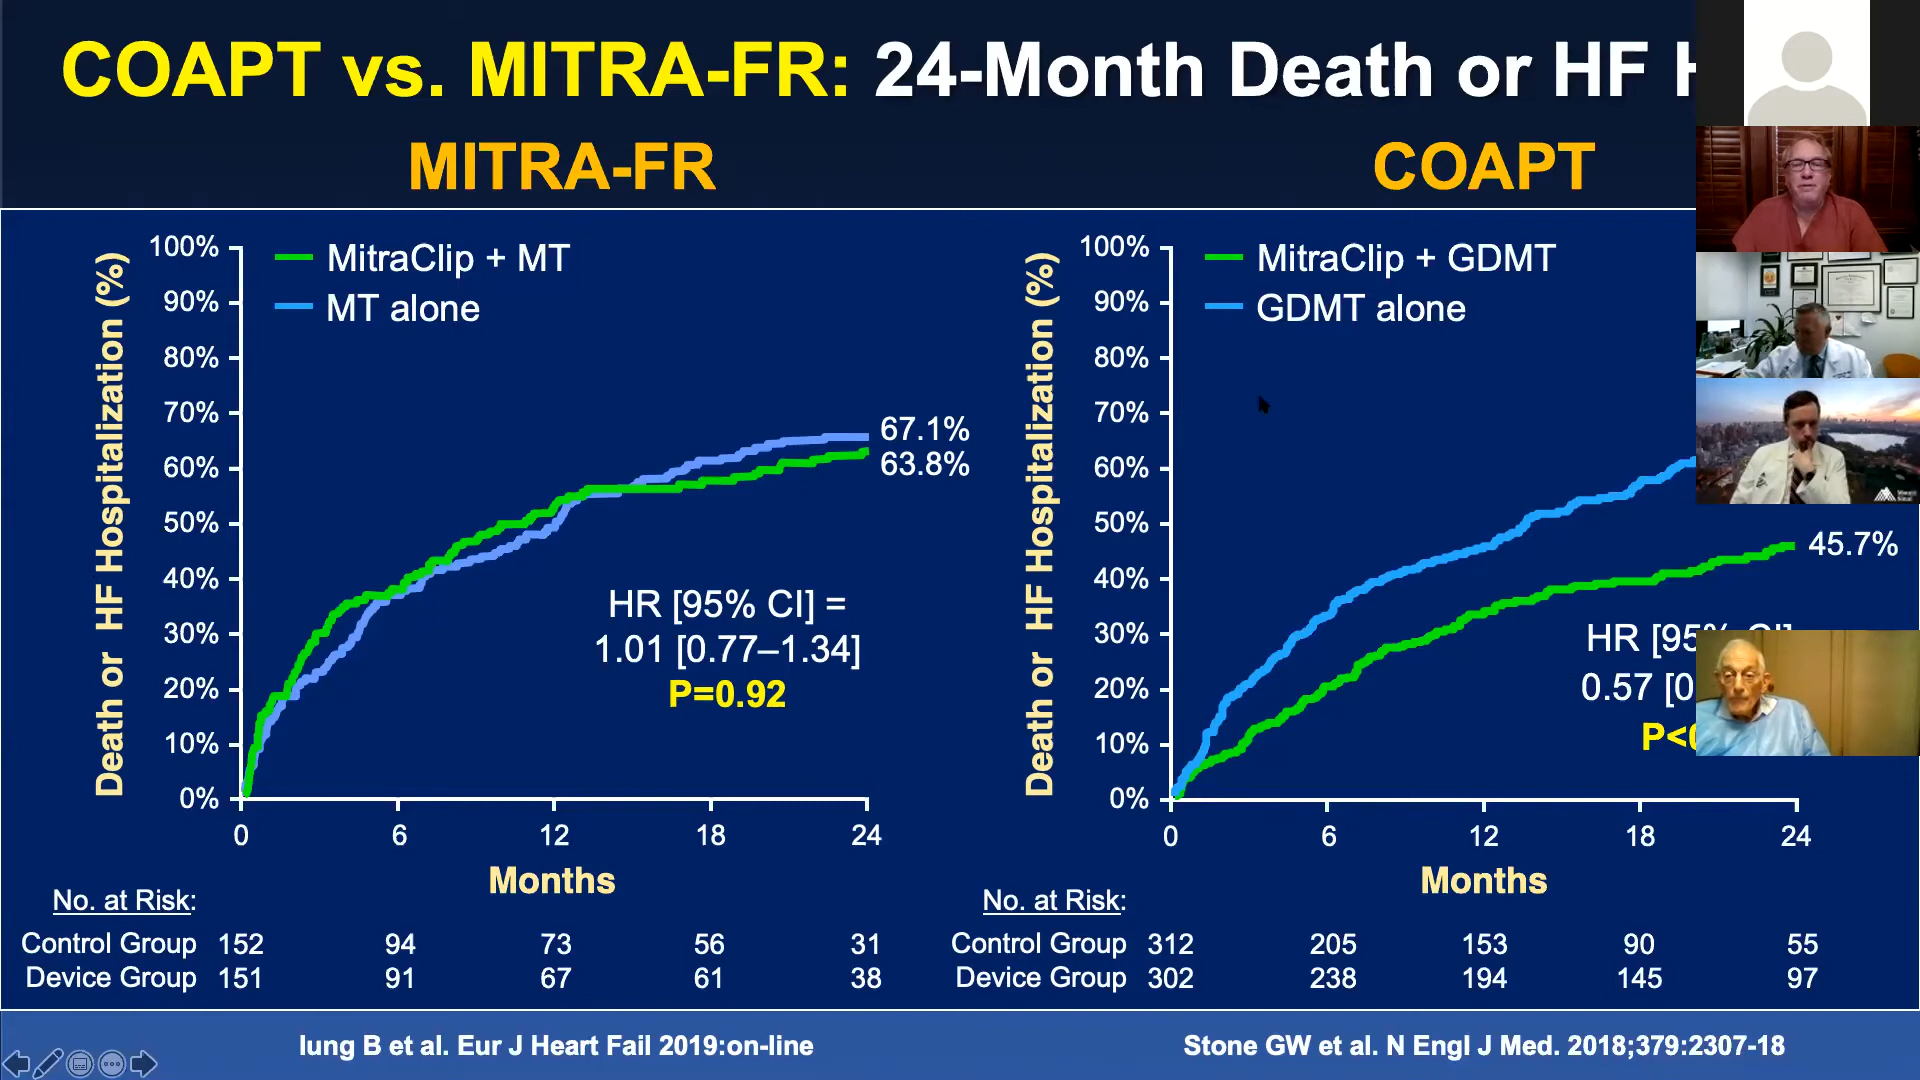 COAPT vs. MITRA-FR: 24-Month Death or HF
MITRA-FR
COAPT
Death or HF Hospitalization (%)
100%
90%
80%
70%
60%
50%
40%
30%
20%
10%
0%
MitraClip + MT
MT alone
67.1%
63.8%
HR [95% CI] =
1.01 [0.77–1.34]
P=0.92
0 6 12 18 24
Months
No. at Risk:
Control Group 152 94 73 56 31
Device Group 151 91 67 61 38
Death or HF Hospitalization (%)
100%
90%
80%
70%
60%
50%
40%
30%
20%
10%
0%
MitraClip + GDMT
GDMT alone
45.7%
HR [95% CI]
0.57 [0
P<0
0 6 12 18 24
Months
No. at Risk:
Control Group 312 205 153 90 55
Device Group 302 238 194 145 97
Iung B et al. Eur J Heart Fail 2019:on-line
Stone GW et al. N Engl J Med. 2018;379:2307-18
Mount
Sinai